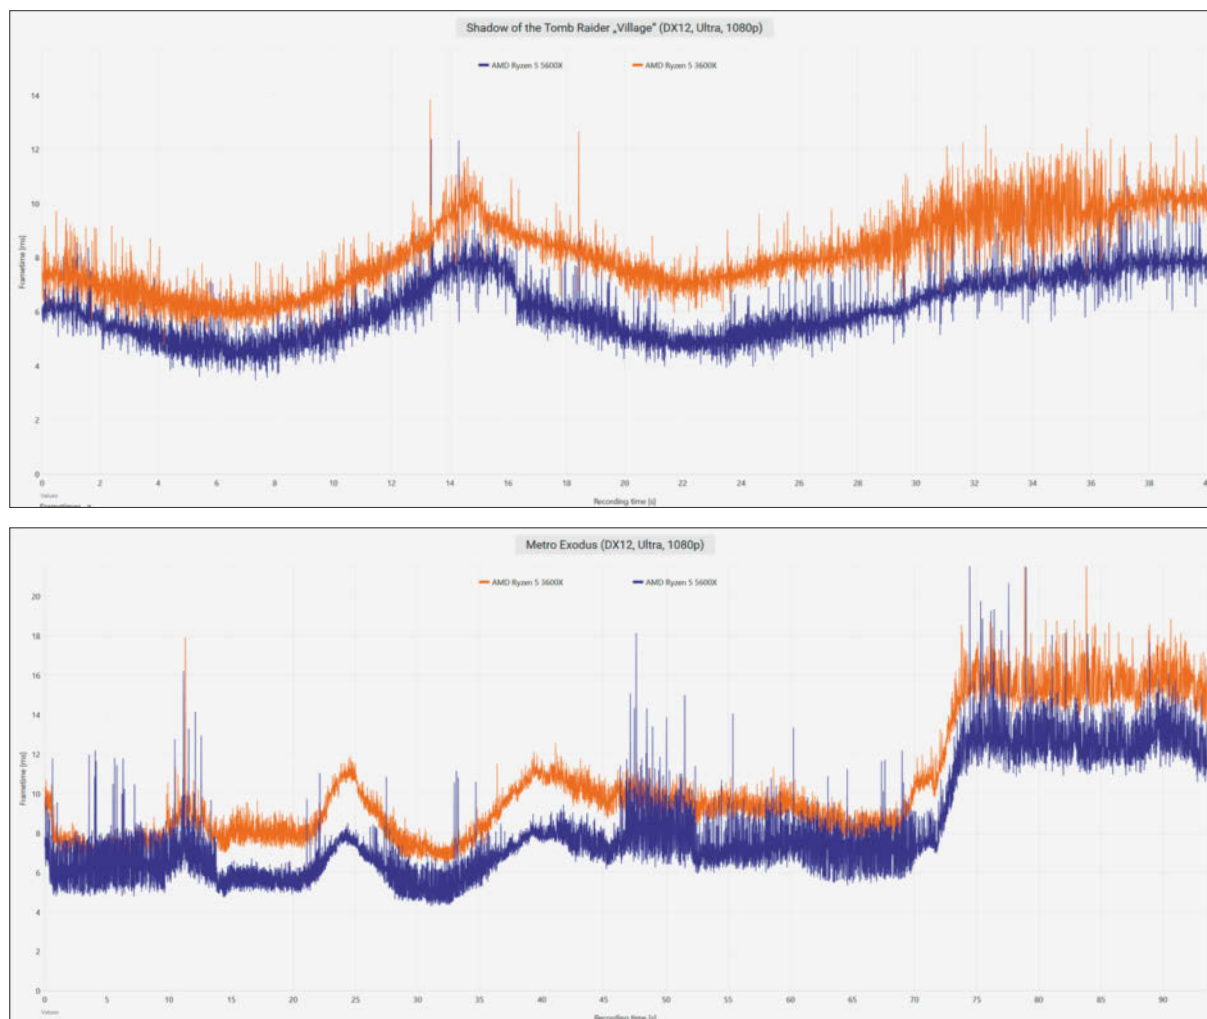 Shadow of the Tomb Raider „Village“ (DX12, Ultra, 1080p)
AMD Ryzen 5 5600X AMD Ryzen 5 3600X
Frametime [ms]
14
12
10
8
6
4
2
0
0 2 4 6 8 10 12 14 16 18 20 22 24 26 28 30 32 34 36 38
Recording time [s]
Values
Metro Exodus (DX12, Ultra, 1080p)
AMD Ryzen 5 3600X AMD Ryzen 5 5600X
Frametime [ms]
20
18
16
14
12
10
8
6
4
2
0
0 5 10 15 20 25 30 35 40 45 50 55 60 65 70 75 80 85 90
Recording time [s]
Values